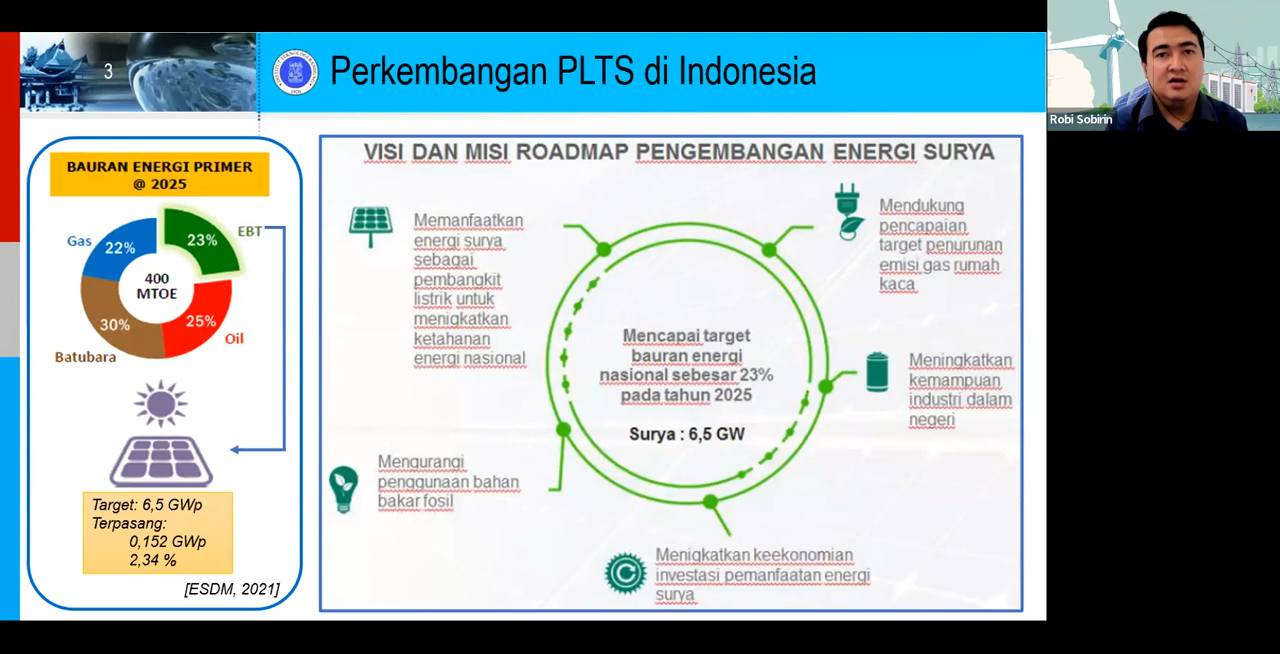 3
Perkembangan PLTS di Indonesia
Robi Sobirin
BAURAN ENERGI PRIMER
@ 2025
Gas
22%
23%
EBT
400
MTOE
30%
25%
Batubara
Oil
Target: 6,5 GWp
Terpasang:
0,152 GWp
2,34 %
[ESDM, 2021]
VISI DAN MISI ROADMAP PENGEMBANGAN ENERGI SURYA
Memanfaatkan
energi surya
sebagai
pembangkit
listrik untuk
menigkatkan
ketahanan
energi nasional
Mendukung
pencapaian
target penurunan
emisi gas rumah
kaca
Mencapai target
bauran energi
nasional sebesar 23%
pada tahun 2025
Surya : 6,5 GW
Meningkatkan
kemampuan
industri dalam
negeri
Mengurangi
penggunaan bahan
bakar fosil
Menigkatkan keekonomian
investasi pemanfaatan energi
surya